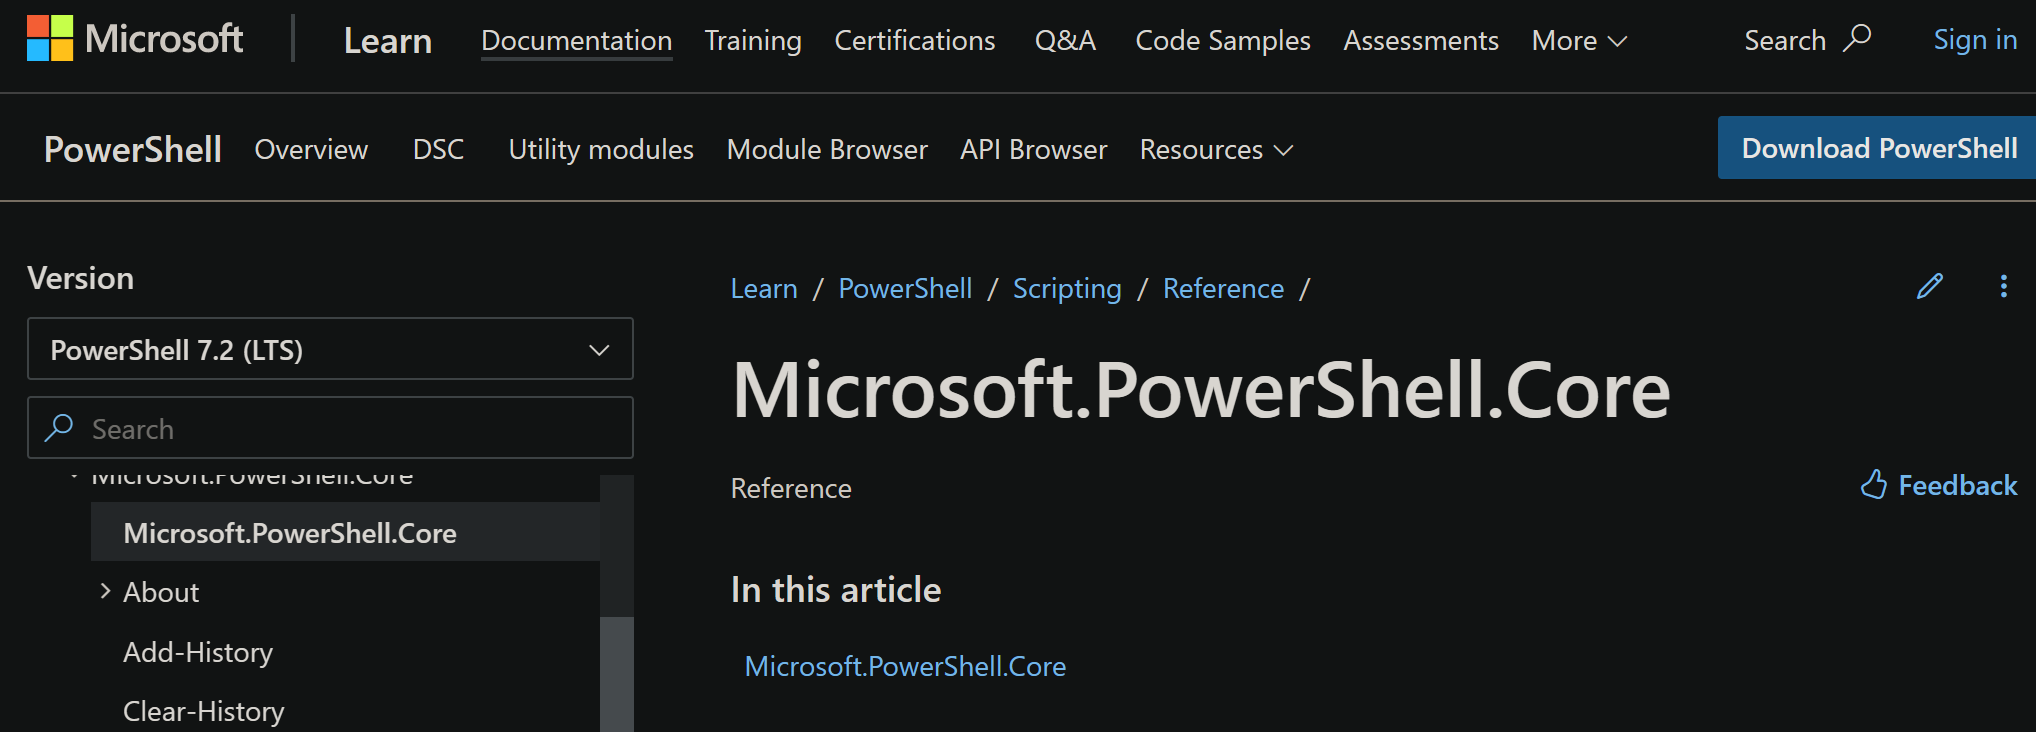 Microsoft Learn Documentation Training Certifications Q&A Code Samples Assessments More Search Sign in
PowerShell Overview DSC Utility modules Module Browser API Browser Resources Download PowerShell
Version
PowerShell 7.2 (LTS)
Search
Microsoft.PowerShell.Core
Microsoft.PowerShell.Core
About
Add-History
Clear-History
Learn / PowerShell / Scripting / Reference /
Microsoft.PowerShell.Core
Reference
Feedback
In this article
Microsoft.PowerShell.Core